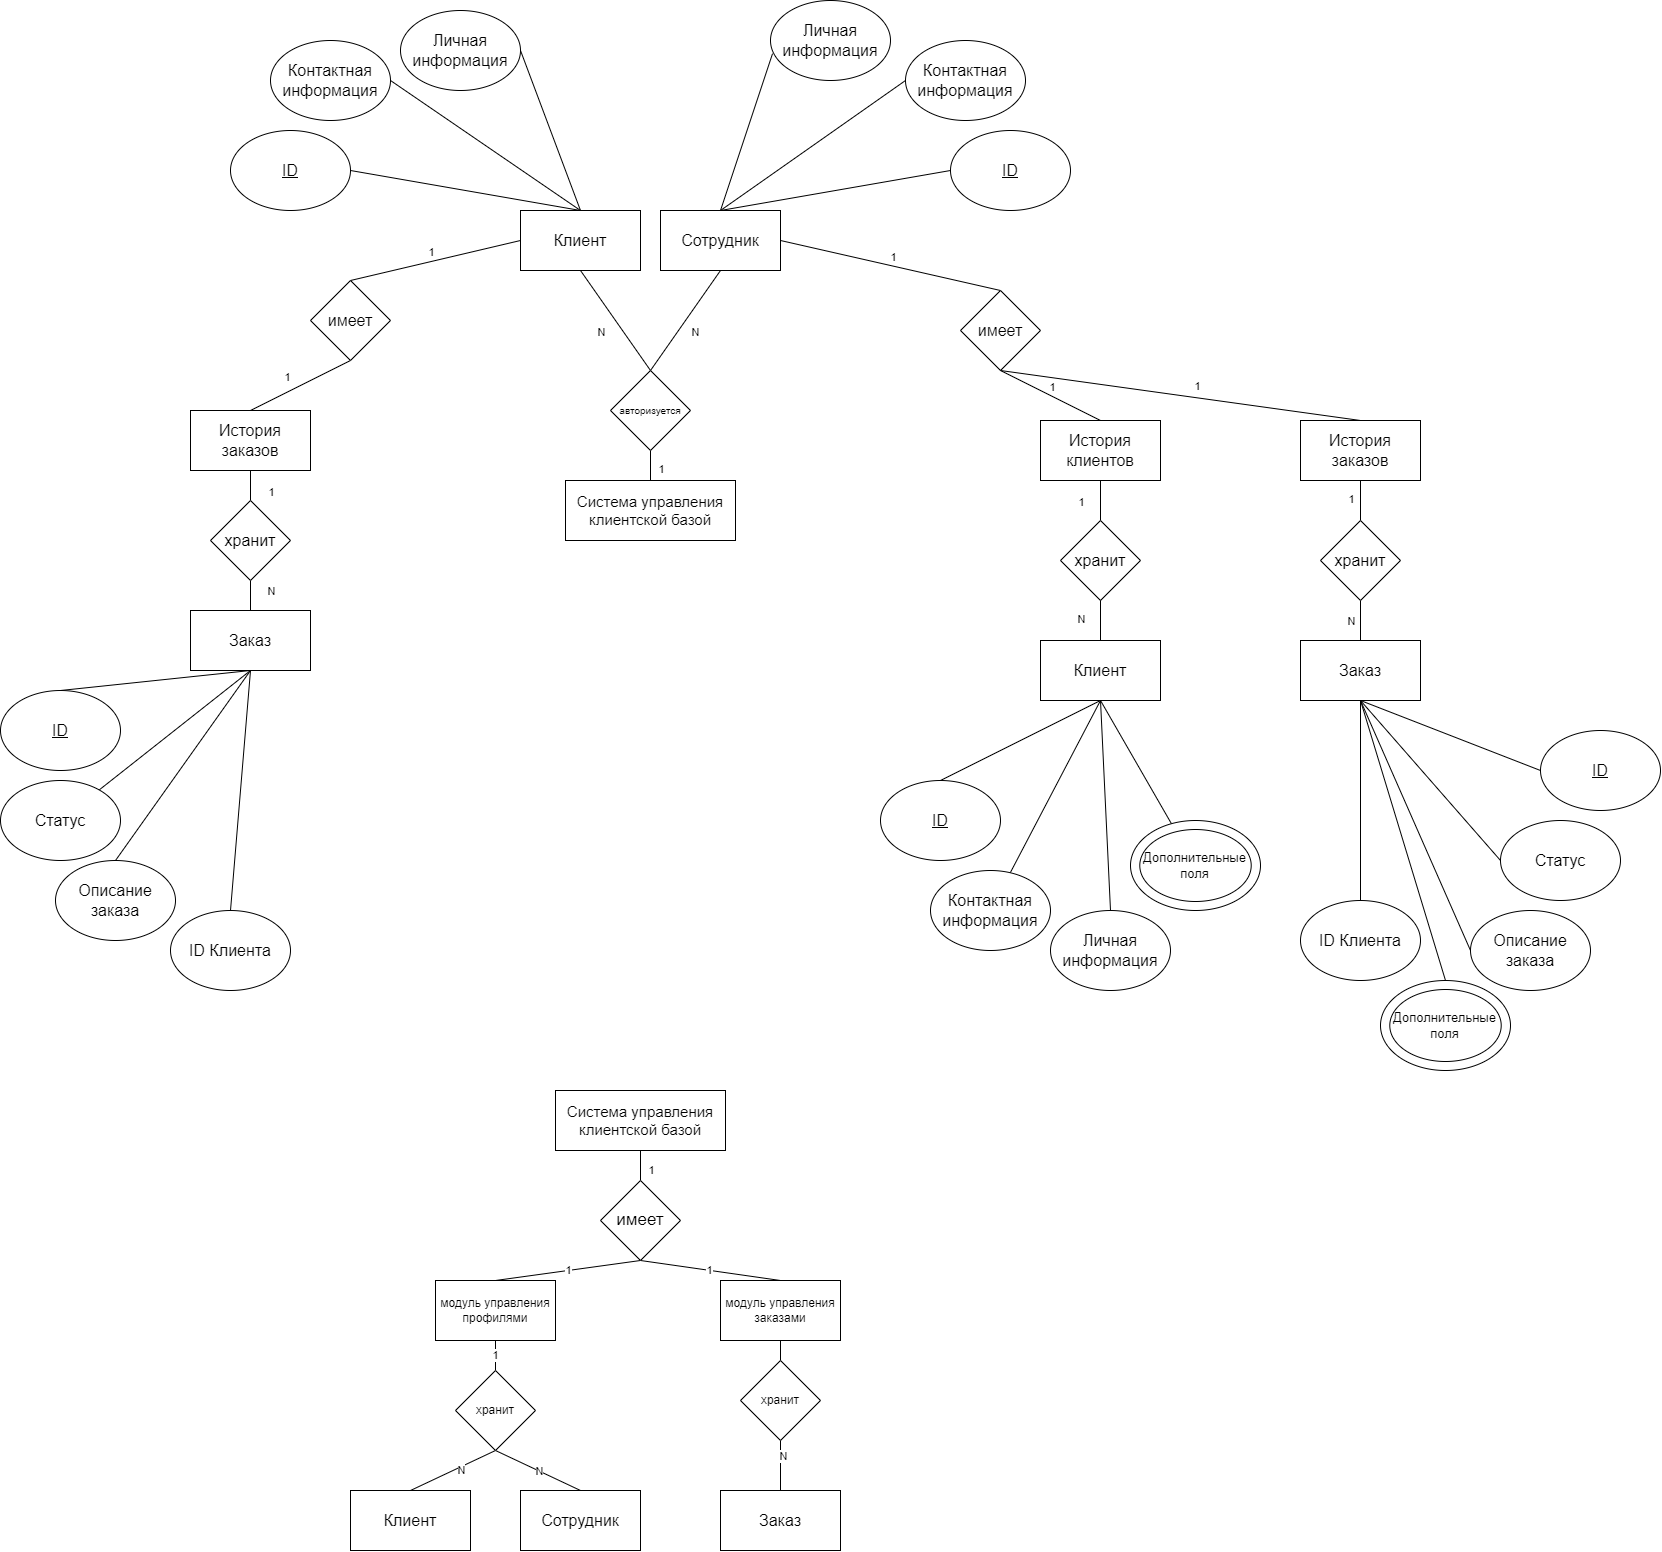 Личная
информация
Личная
информация
Контактная
информация
Контактная
информация
ID
ID
Клиент
Сотрудник
1
1
имеет
N
N
имеет
1
1
1
авторизуется
История
заказов
История
клиентов
История
заказов
1
Система управления
клиентской базой
1
1
1
хранит
хранит
хранит
N
N
N
Заказ
Клиент
Заказ
ID
ID
ID
Статус
Статус
Дополнительные
поля
Описание
заказа
Контактная
информация
ID Клиента
Личная
информация
ID Клиента
Описание
заказа
Дополнительные
поля
Система управления
клиентской базой
1
имеет
1
1
модуль управления
профилями
модуль управления
заказами
1
хранит
хранит
N
N
N
Клиент
Сотрудник
Заказ